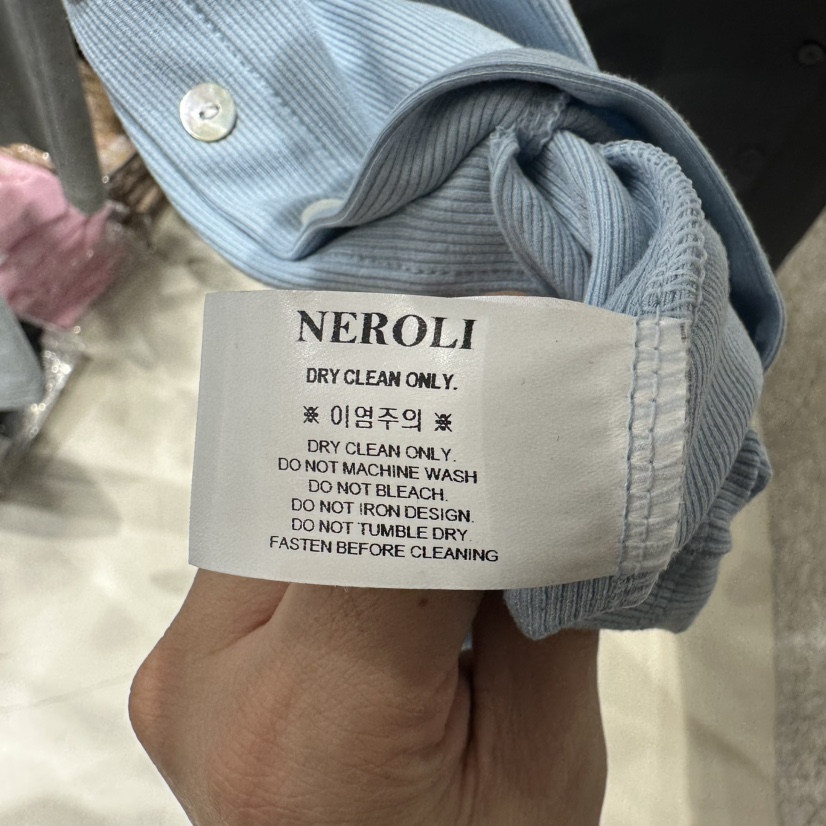 NEROLI
DRY CLEAN ONLY.
※ 이염주의 ※
DRY CLEAN ONLY.
DO NOT MACHINE WASH
DO NOT BLEACH.
DO NOT IRON DESIGN.
DO NOT TUMBLE DRY
FASTEN BEFORE CLEANING